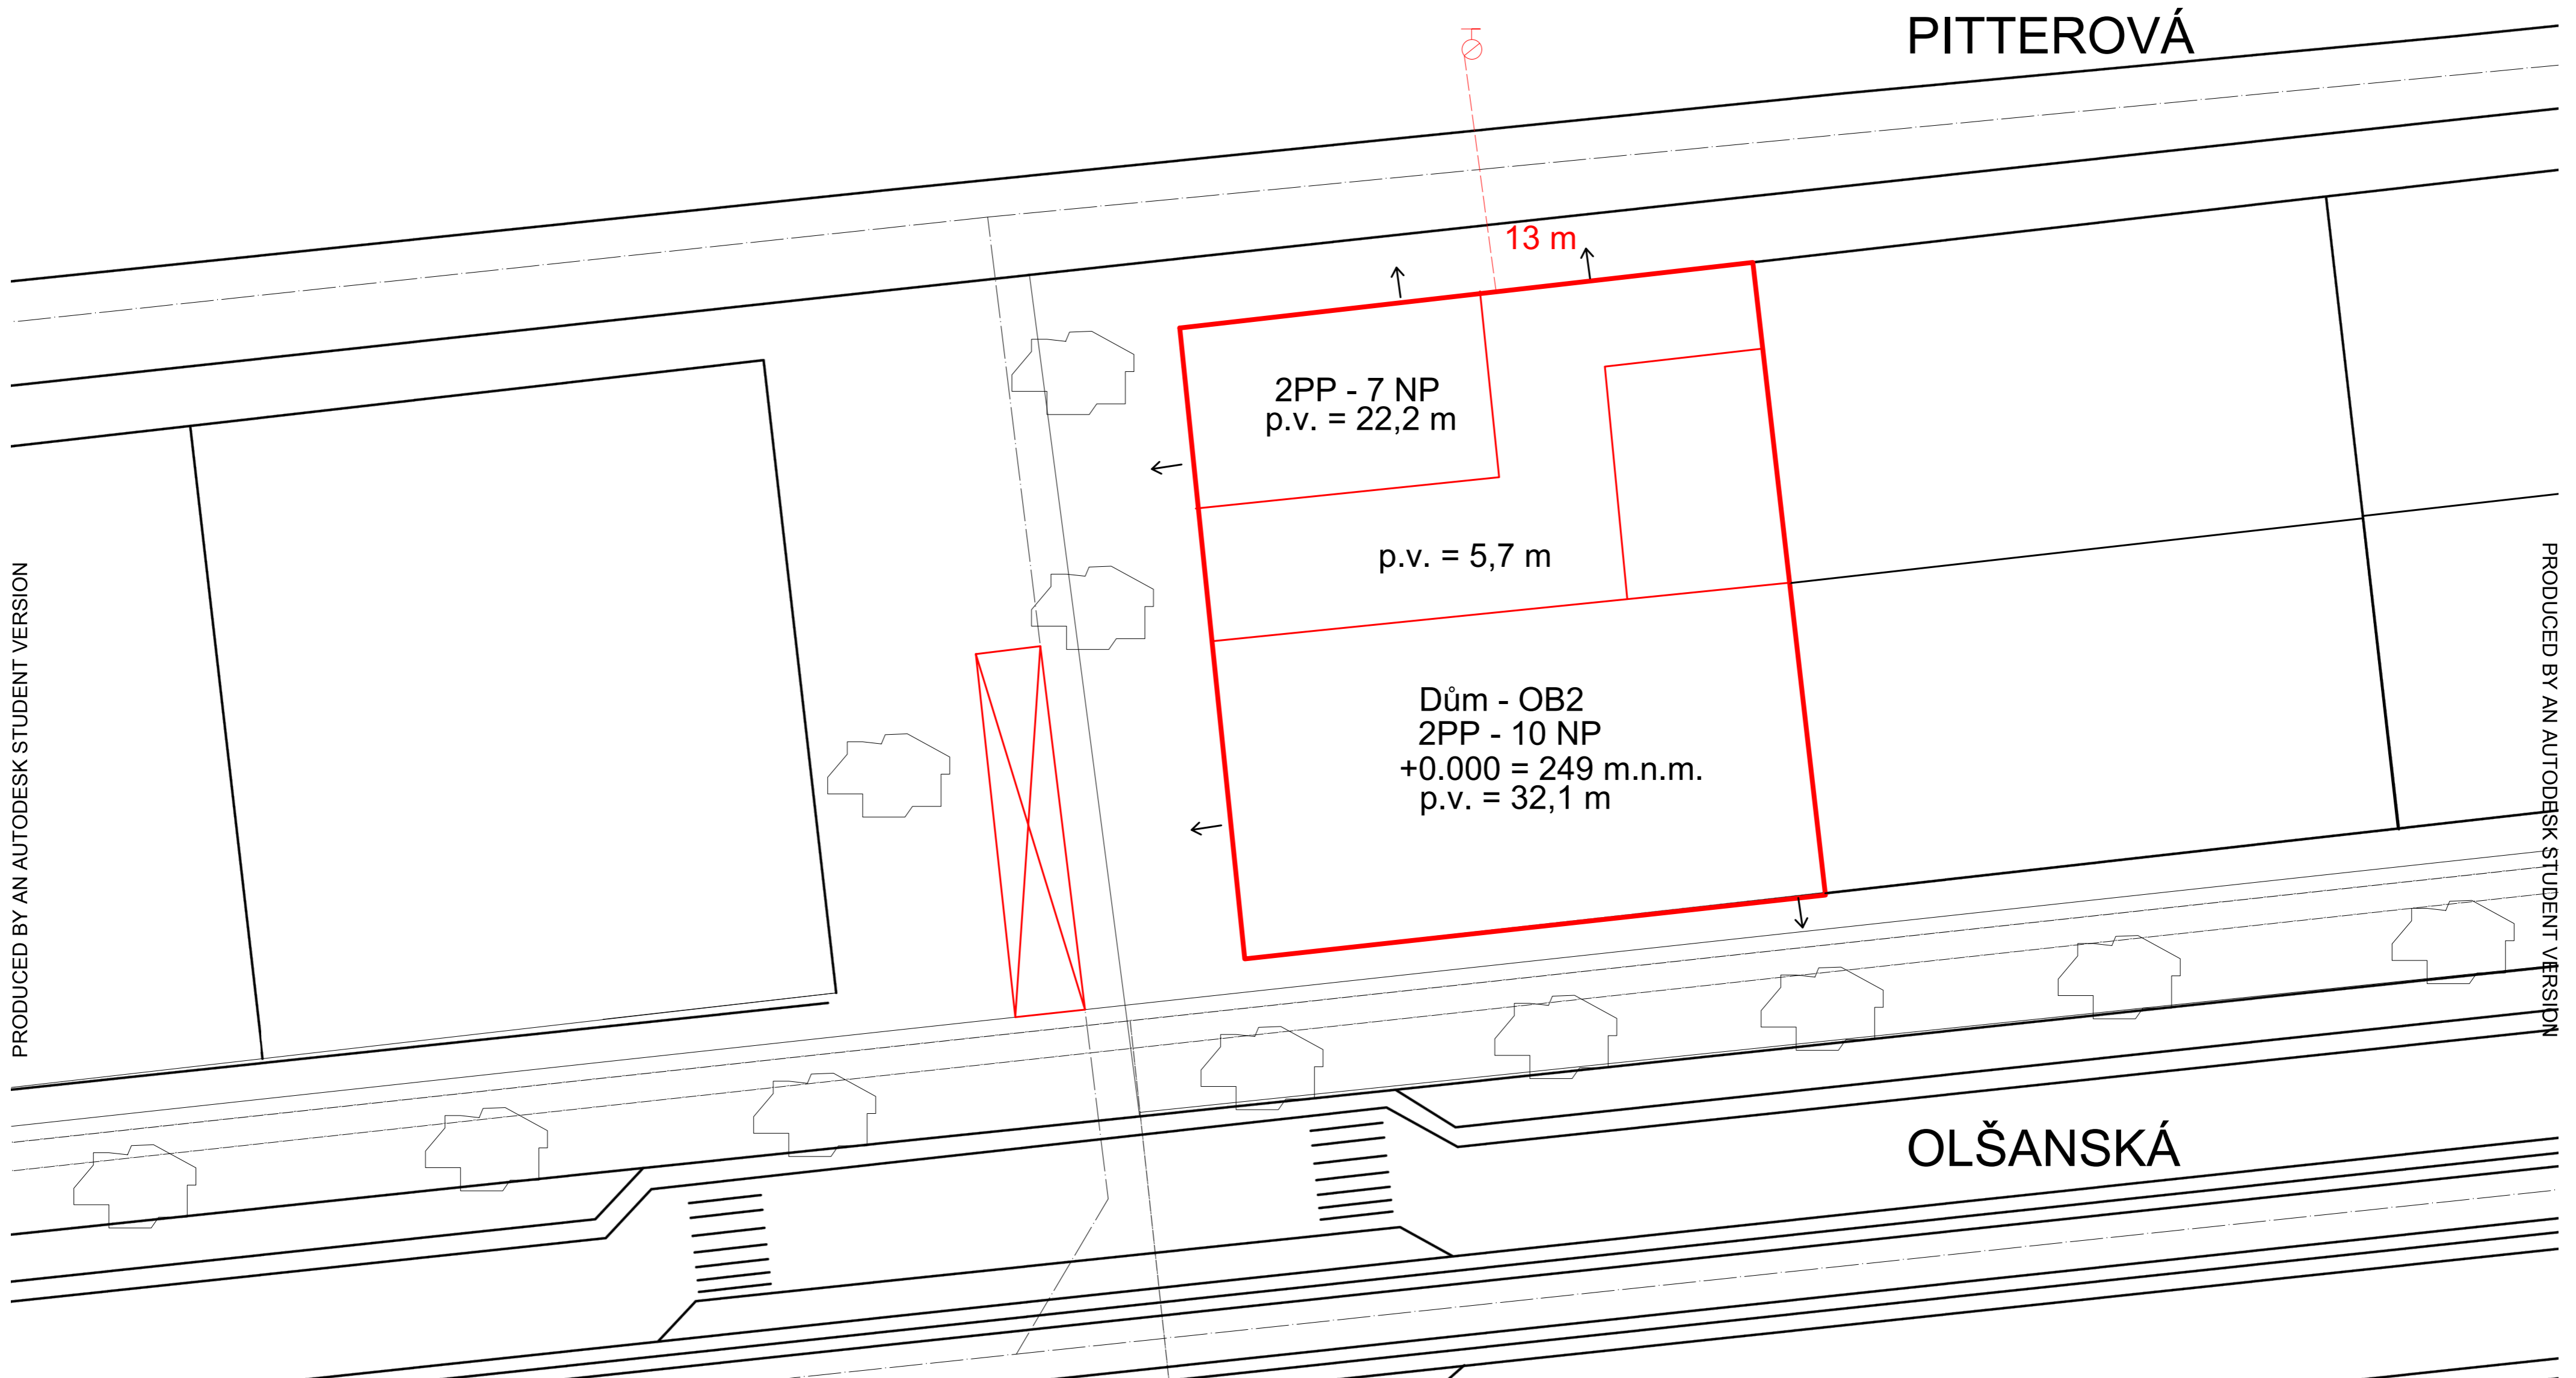 PITTEROVÁ
13 m
2PP - 7 NP
p.v. = 22,2 m
p.v. = 5,7 m
Dům - OB2
2PP - 10 NP
+0.000 = 249 m.n.m.
p.v. = 32,1 m
OLŠANSKÁ
PRODUCED BY AN AUTODESK STUDENT VERSION
PRODUCED BY AN AUTODESK STUDENT VERSION